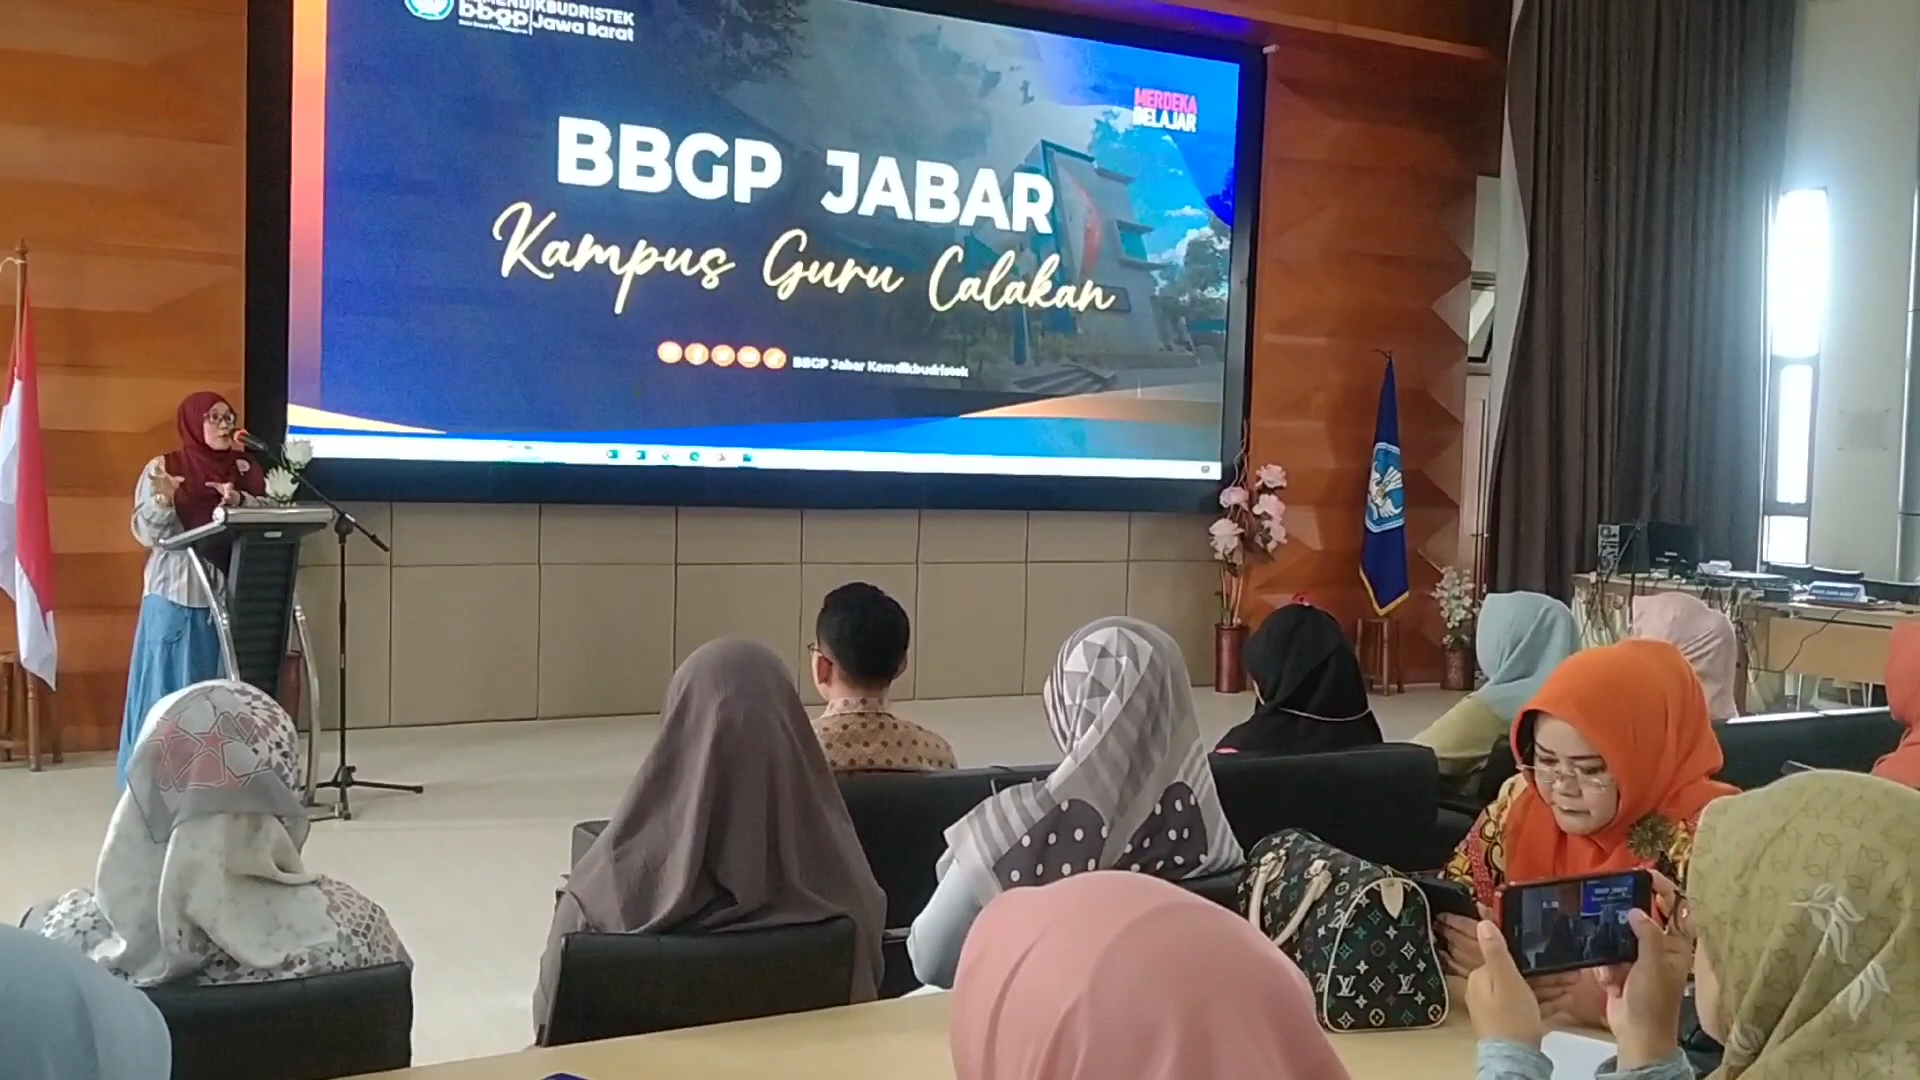 KEMENDIKBUDRISTEK
bbgp Jawa Barat
MERDEKA
BELAJAR
BBGP JABAR
Kampus Guru Calakan
BBGP Jabar Kemdikbudristek